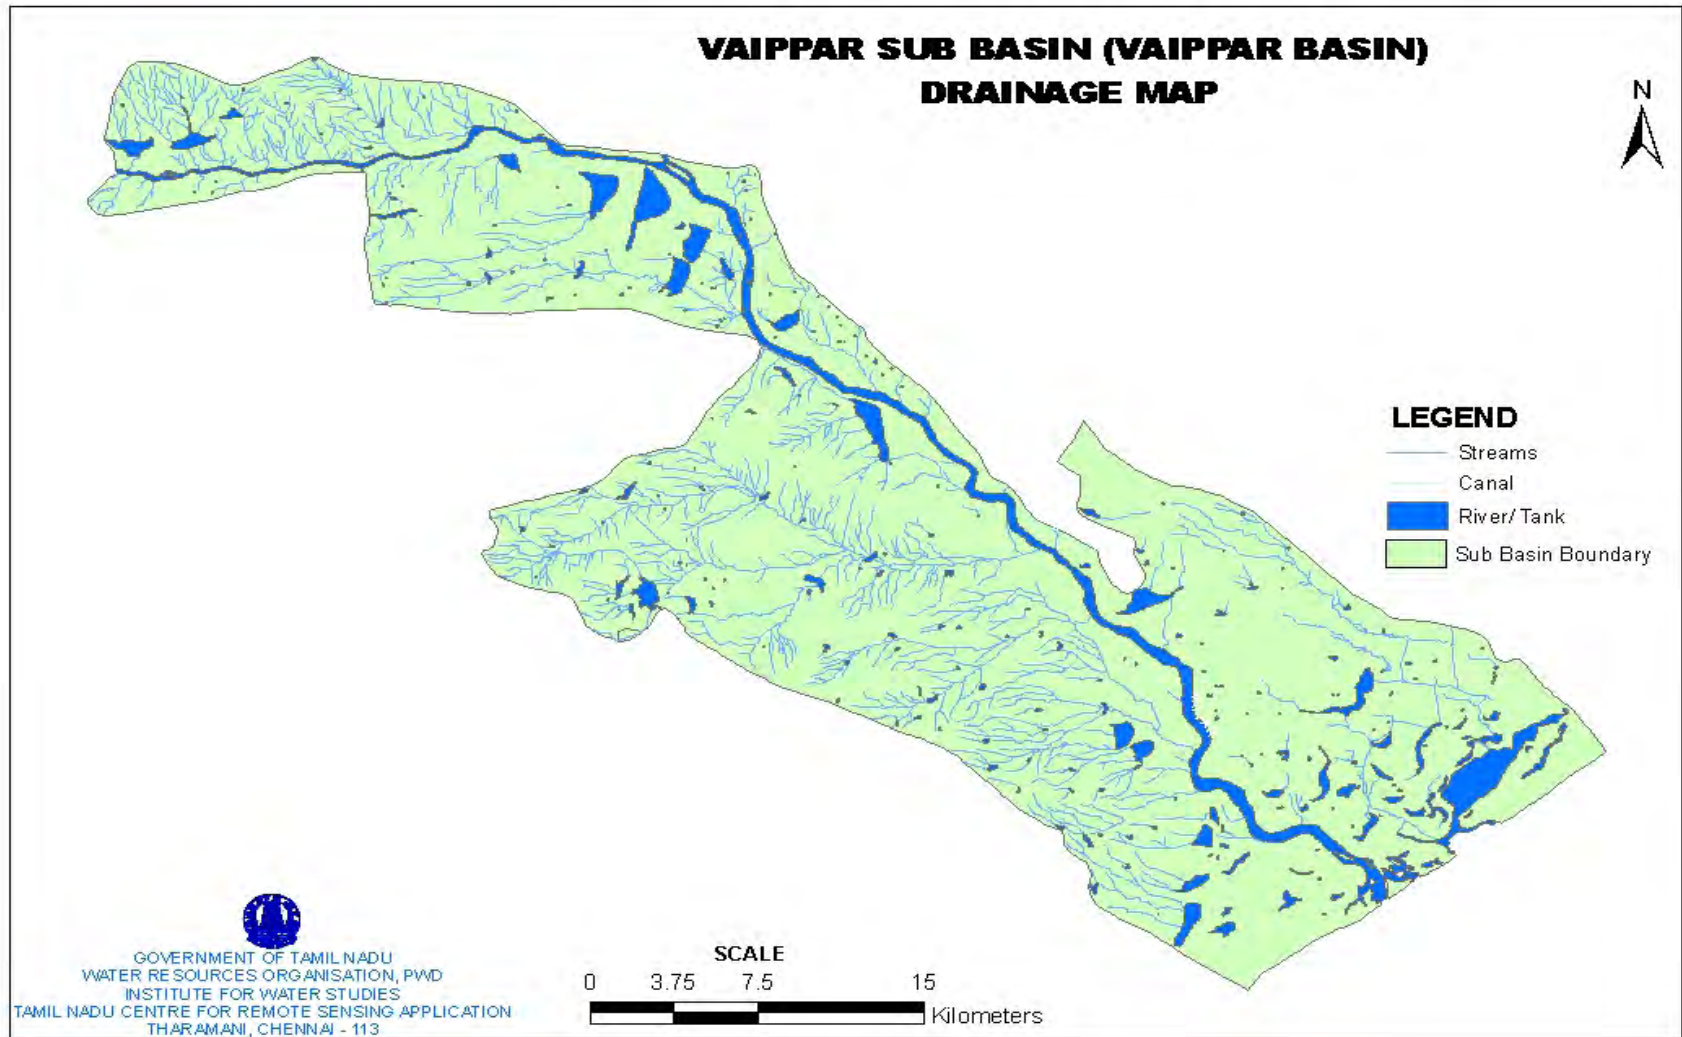 VAIPPAR SUB BASIN (VAIPPAR BASIN)
DRAINAGE MAP
N
LEGEND
Streams
Canal
River/ Tank
Sub Basin Boundary
GOVERNMENT OF TAMIL NADU
WATER RESOURCES ORGANISATION, PWD
INSTITUTE FOR WATER STUDIES
TAMIL NADU CENTRE FOR REMOTE SENSING APPLICATION
THARAMANI, CHENNAI - 113
SCALE
0 3.75 7.5 15
Kilometers